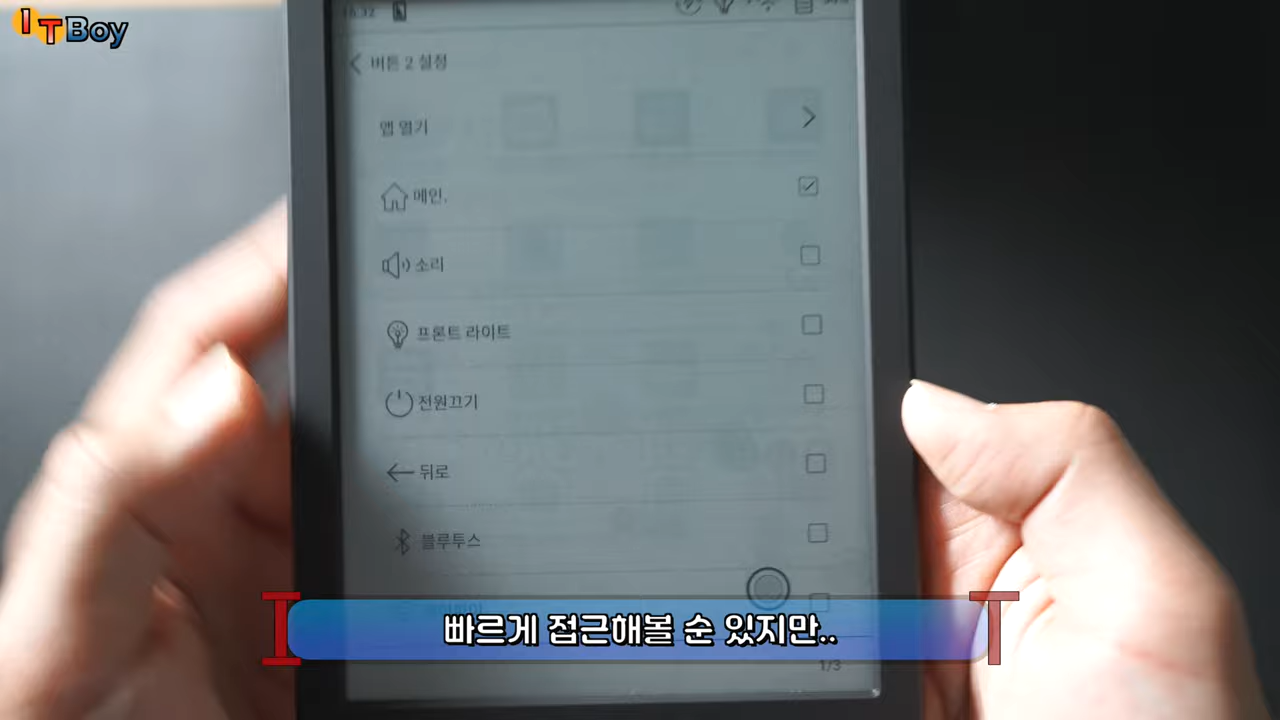 ITBoy
16:32
버튼 2 설정
앱 열기
메인.
소리
프론트 라이트
전원끄기
뒤로
블루투스
빠르게 접근해볼 순 있지만..
1/3